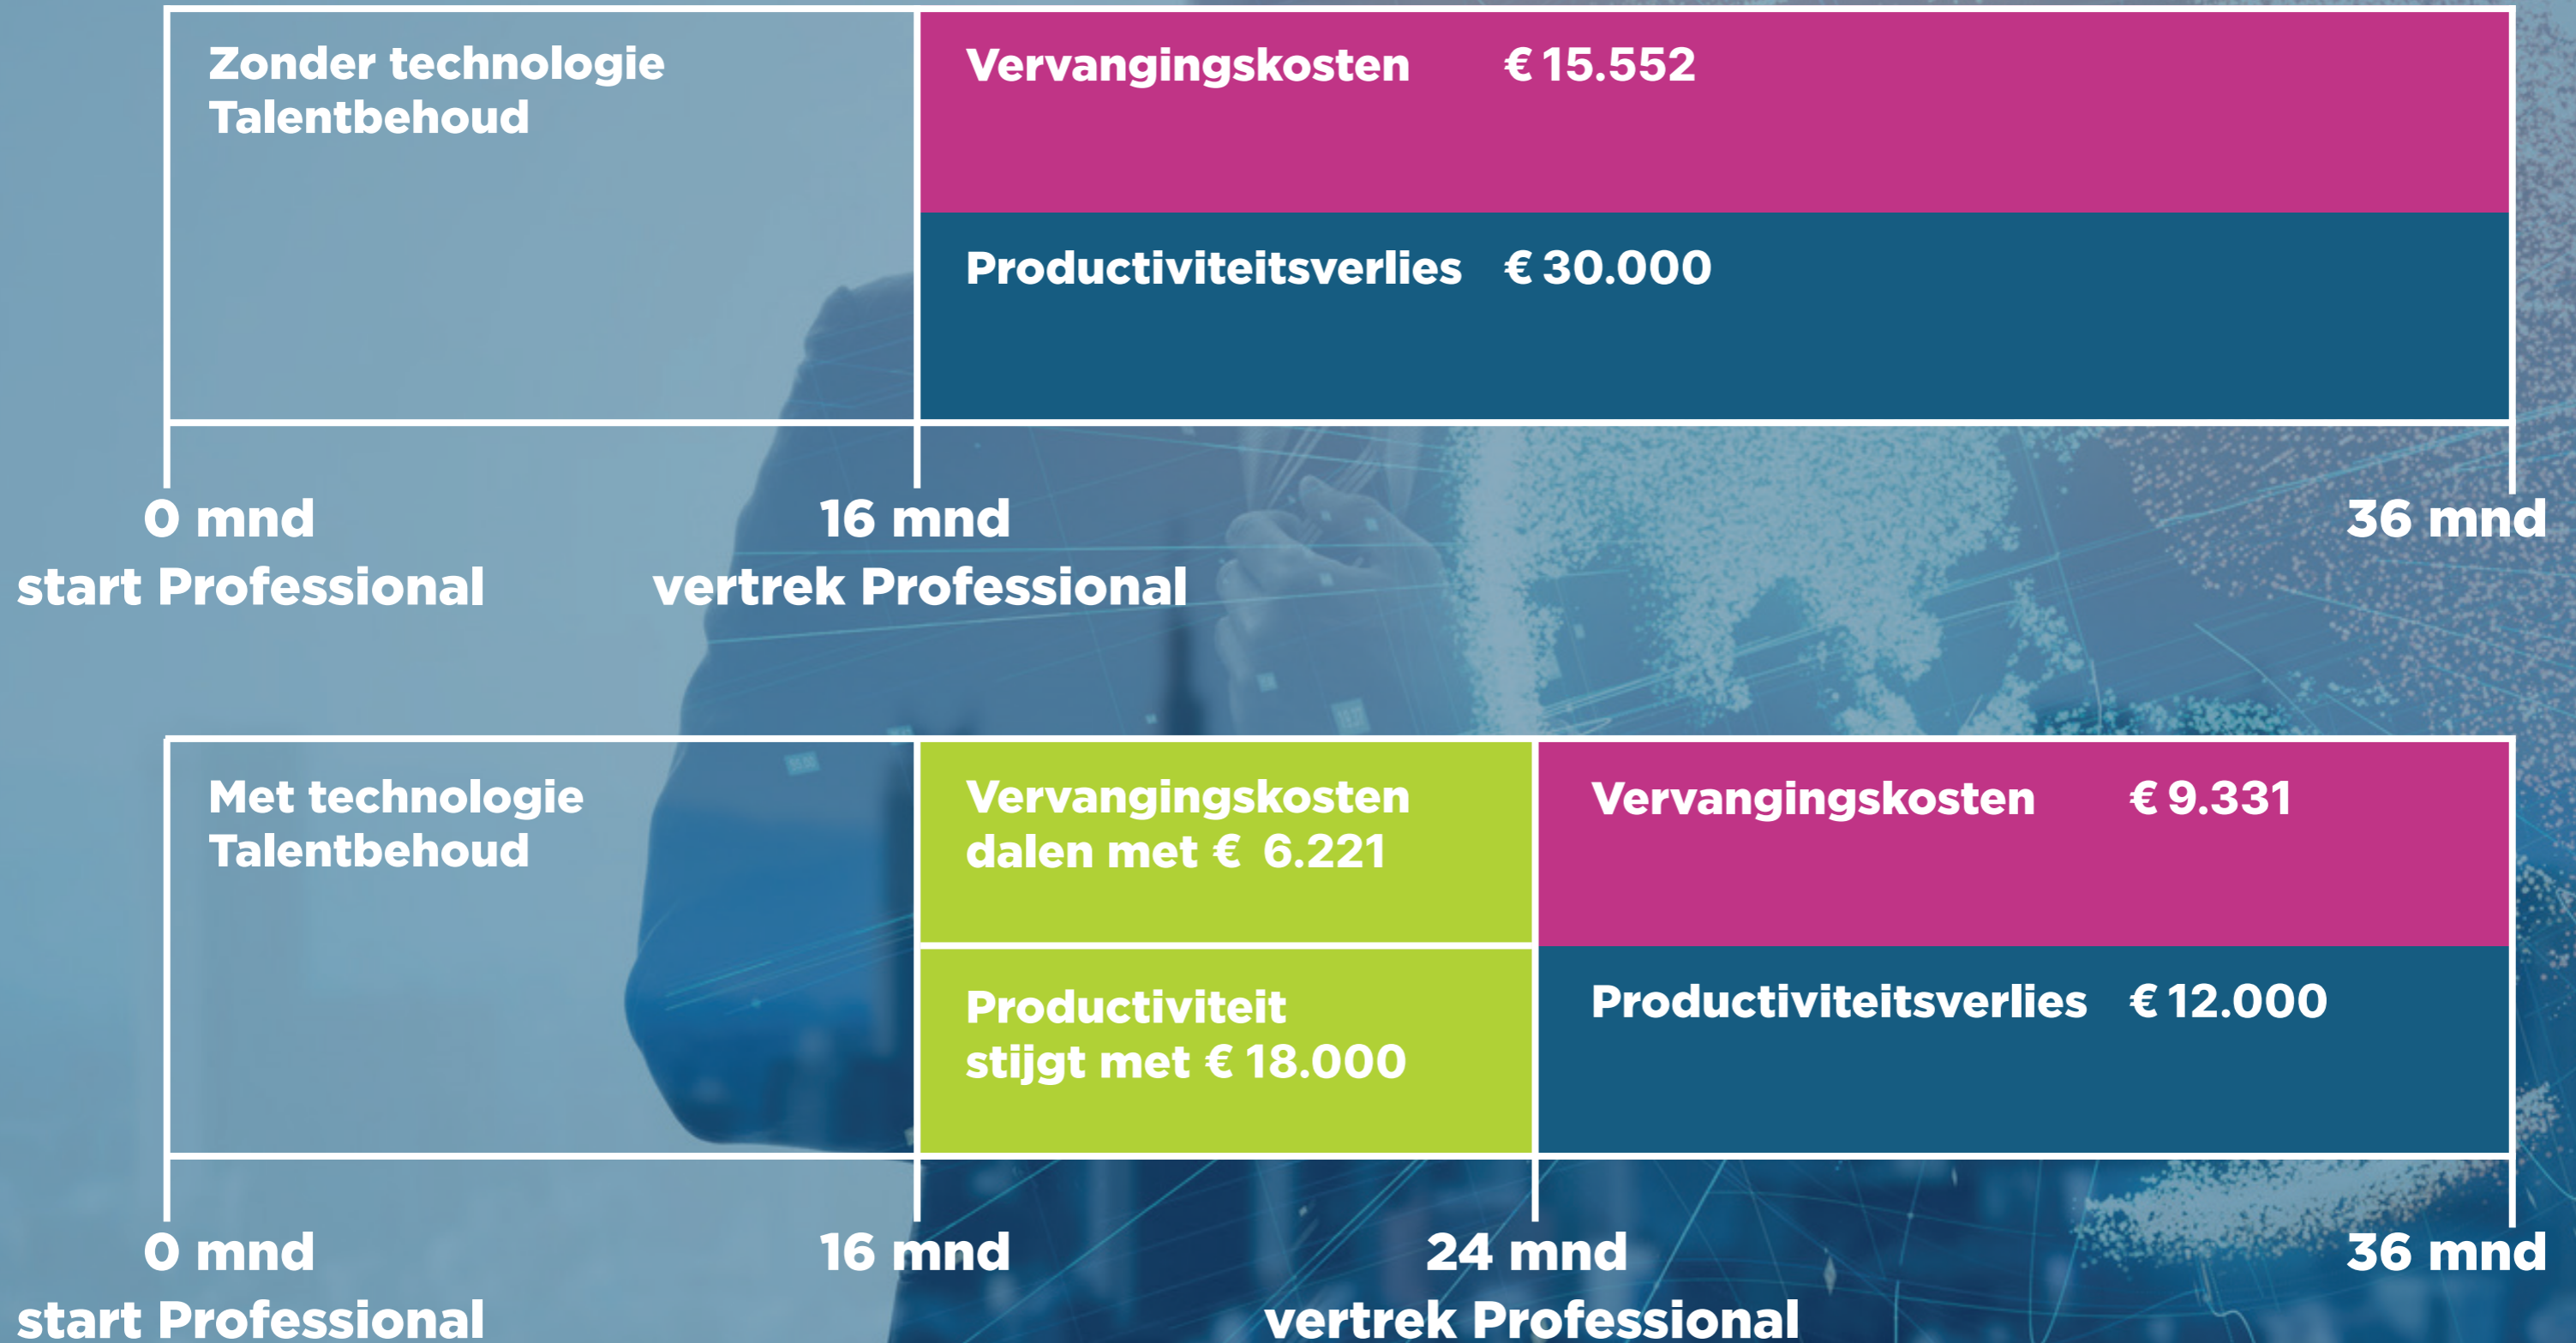 Zonder technologie
Talentbehoud
Vervangingskosten € 15.552
Productiviteitsverlies € 30.000
0 mnd
start Professional
16 mnd
vertrek Professional
36 mnd
Met technologie
Talentbehoud
Vervangingskosten
dalen met € 6.221
Productiviteit
stijgt met € 18.000
Vervangingskosten € 9.331
Productiviteitsverlies € 12.000
0 mnd
start Professional
16 mnd
24 mnd
vertrek Professional
36 mnd